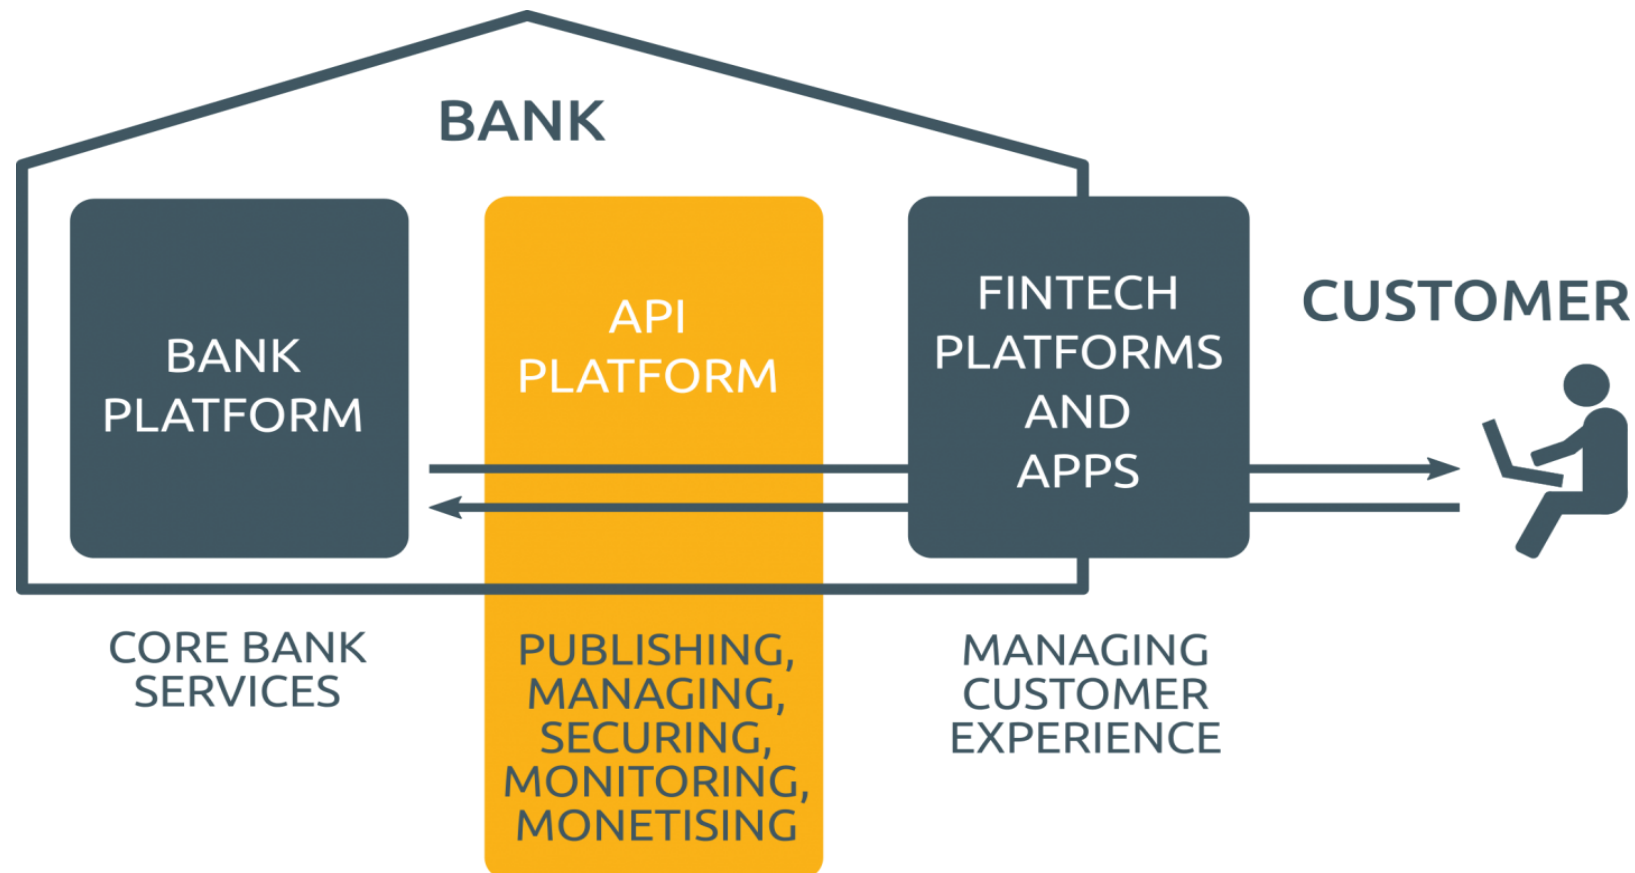 BANK
BANK
PLATFORM
API
PLATFORM
FINTECH
PLATFORMS
AND
APPS
CUSTOMER
CORE BANK
SERVICES
PUBLISHING,
MANAGING,
SECURING,
MONITORING,
MONETISING
MANAGING
CUSTOMER
EXPERIENCE